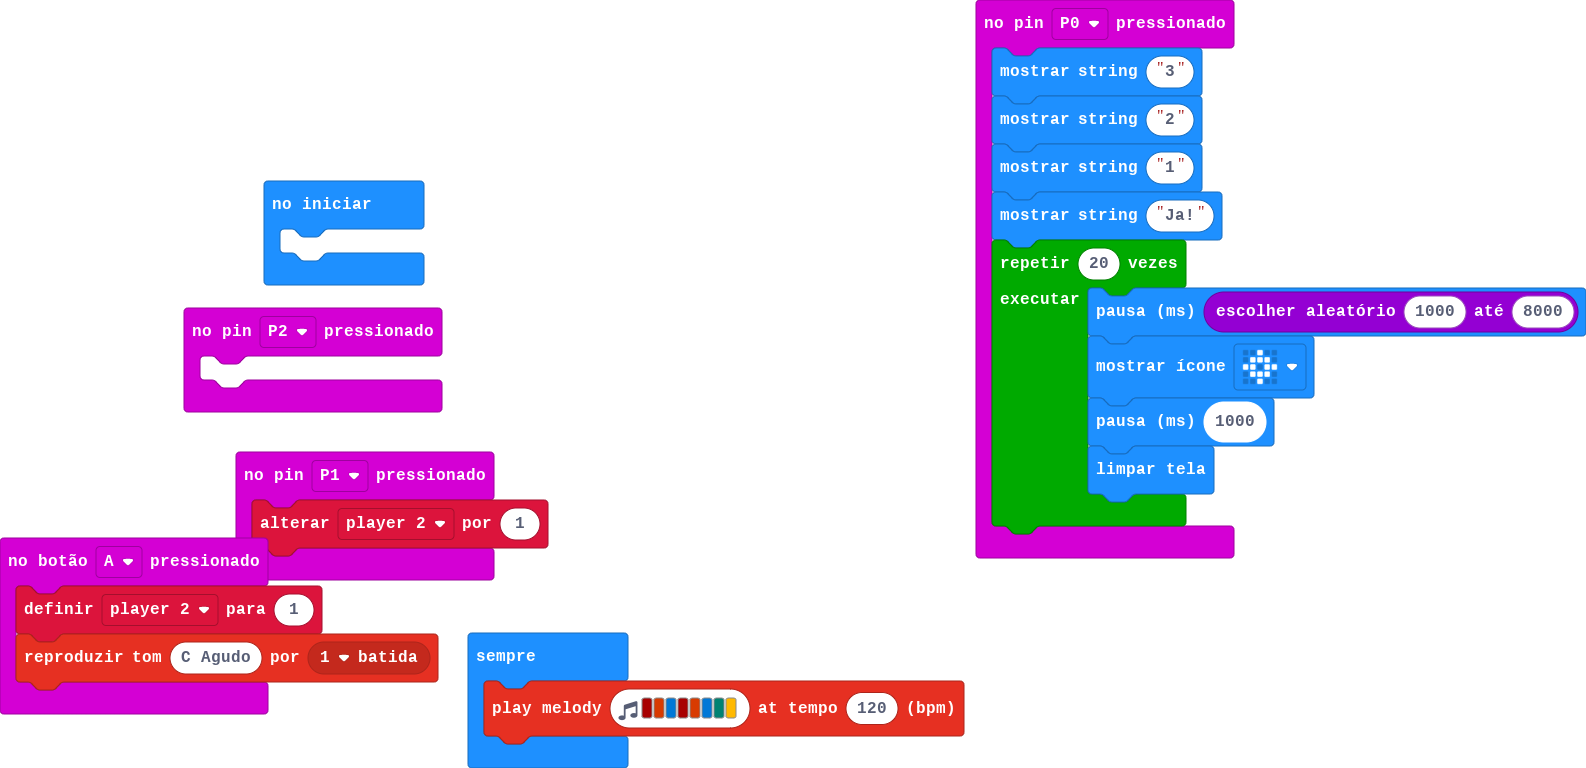 no iniciar
no pin P2 pressionado
no pin P1 pressionado
alterar player 2 por 1
no botão A pressionado
definir player 2 para 1
reproduzir tom C Agudo por 1 batida
sempre
play melody at tempo 120 (bpm)
no pin P0 pressionado
mostrar string "3"
mostrar string "2"
mostrar string "1"
mostrar string "Ja!"
repetir 20 vezes
executar
pausa (ms) escolher aleatório 1000 até 8000
mostrar ícone
pausa (ms) 1000
limpar tela